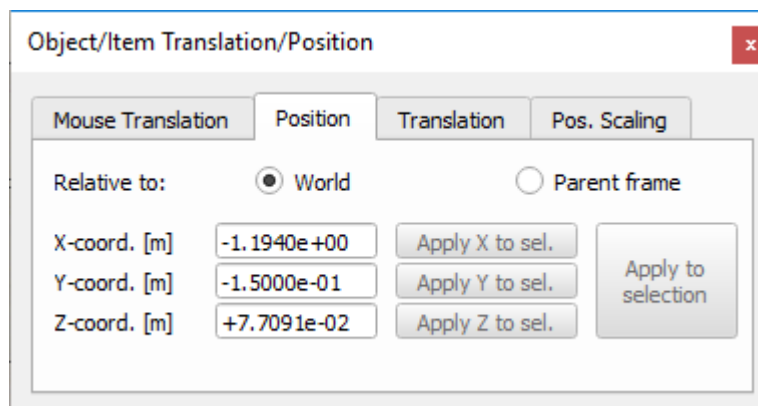 Object/Item Translation/Position
x
Mouse Translation Position Translation Pos. Scaling
Relative to: World Parent frame
X-coord. [m] -1.1940e+00 Apply X to sel.
Y-coord. [m] -1.5000e-01 Apply Y to sel.
Z-coord. [m] +7.7091e-02 Apply Z to sel.
Apply to
selection